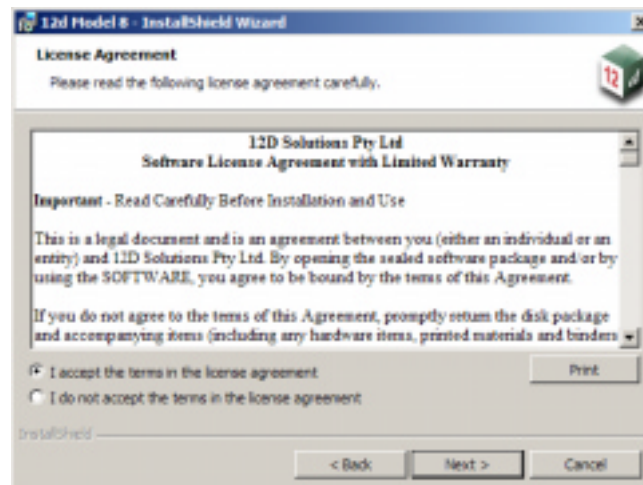 12d Model 8 - InstallShield Wizard
License Agreement
Please read the following license agreement carefully.
12
d
12D Solutions Pty Ltd
Software License Agreement with Limited Warranty
Important - Read Carefully Before Installation and Use
This is a legal document and is an agreement between you (either an individual or an
entity) and 12D Solutions Pty Ltd. By opening the sealed software package and/or by
using the SOFTWARE, you agree to be bound by the terms of this Agreement.
If you do not agree to the terms of this Agreement, promptly return the disk package
and accompanying items (including any hardware items, printed materials and binders
I accept the terms in the license agreement
Print
I do not accept the terms in the license agreement
InstallShield
< Back
Next >
Cancel